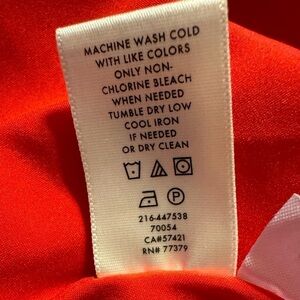 MACHINE WASH COLD
WITH LIKE COLORS
ONLY NON-
CHLORINE BLEACH
WHEN NEEDED
TUMBLE DRY LOW
COOL IRON
IF NEEDED
OR DRY CLEAN
P
216-447538
70054
CA#57421
RN# 77379